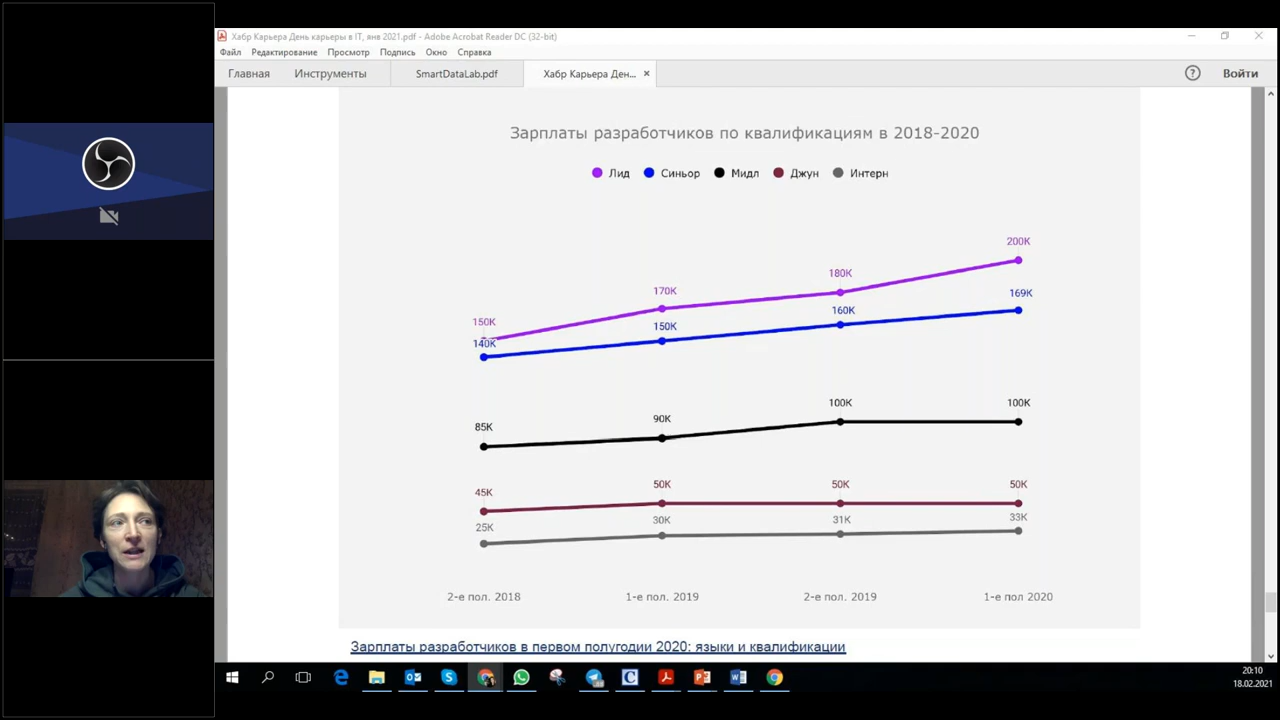 Хабр Карьера День карьеры в IT, янв 2021.pdf - Adobe Acrobat Reader DC (32-bit)
Файл Редактирование Просмотр Подпись Окно Справка
Главная Инструменты SmartDataLab.pdf Хабр Карьера Ден... × ? Войти
Зарплаты разработчиков по квалификациям в 2018-2020
Лид Синьор Мидл Джун Интерн
200K
180K
169K
170K
160K
150K
150K
140K
100K
100K
90K
85K
50K
50K
50K
45K
33K
31K
30K
25K
2-е пол. 2018 1-е пол. 2019 2-е пол. 2019 1-е пол 2020
Зарплаты разработчиков в первом полугодии 2020: языки и квалификации
20:10
18.02.2021